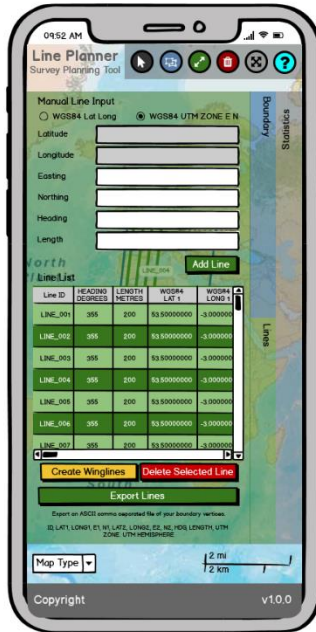 09:52 AM
Line Planner
Survey Planning Tool
?
Manual Line Input
WGS84 Lat Long WGS84 UTM ZONE E N
Latitude
Longitude
Easting
Northing
Heading
Length
Boundary
Statistics
Lines
North
LINE_004
Add Line
Line List
Line ID HEADING DEGREES LENGTH METRES WGS84 LAT 1 WGS84 LONG 1
LINE_001 355 200 53.50000000 -3.000000
LINE_002 355 200 53.50000000 -3.000000
LINE_003 355 200 53.50000000 -3.000000
LINE_004 355 200 53.50000000 -3.000000
LINE_005 355 200 53.50000000 -3.000000
LINE_006 355 200 53.50000000 -3.000000
LINE_007 355 200 53.50000000 -3.000000
Create Winglines Delete Selected Line
South
Export Lines
Export an ASCII comma separated file of your boundary vertices.
ID, LAT1, LONG1, E1, N1, LAT2, LONG2, E2, N2, HDG, LENGTH, UTM
ZONE, UTM HEMISPHERE
Map Type
2 mi
2 km
Copyright v1.0.0